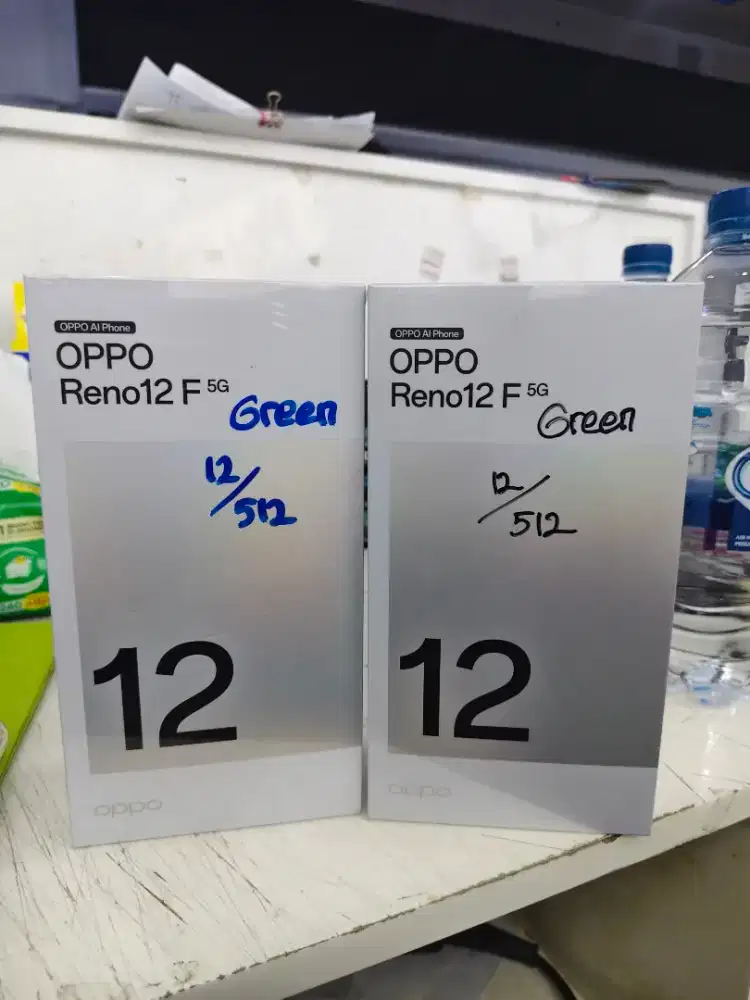 OPPO AI Phone
OPPO
Reno12 F 5G
Green
12/512
12
oppo
OPPO AI Phone
OPPO
Reno12 F 5G
Green
12/512
12
oppo